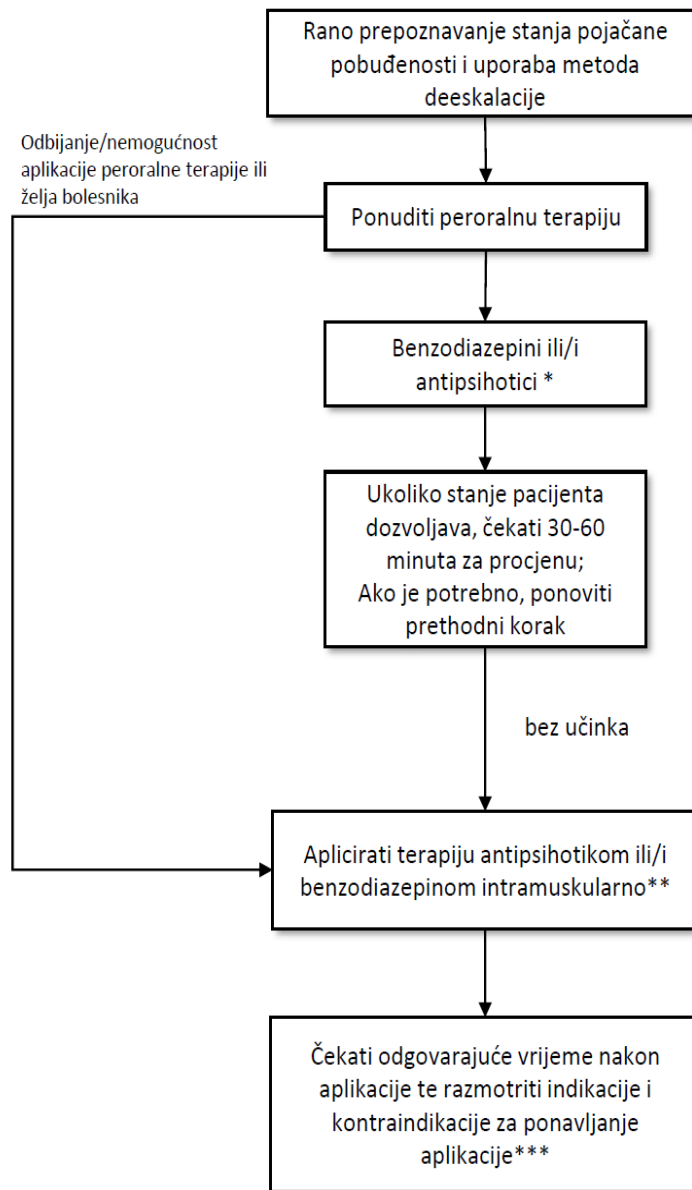 Rano prepoznavanje stanja pojačane
pobuđenosti i uporaba metoda
deeskalacije
Odbijanje/nemogućnost
aplikacije peroralne terapije ili
želja bolesnika
Ponuditi peroralnu terapiju
Benzodiazepini ili/i
antipsihotici *
Ukoliko stanje pacijenta
dozvoljava, čekati 30-60
minuta za procjenu;
Ako je potrebno, ponoviti
prethodni korak
bez učinka
Aplicirati terapiju antipsihotikom ili/i
benzodiazepinom intramuskularno**
Čekati odgovarajuće vrijeme nakon
aplikacije te razmotriti indikacije i
kontraindikacije za ponavljanje
aplikacije***